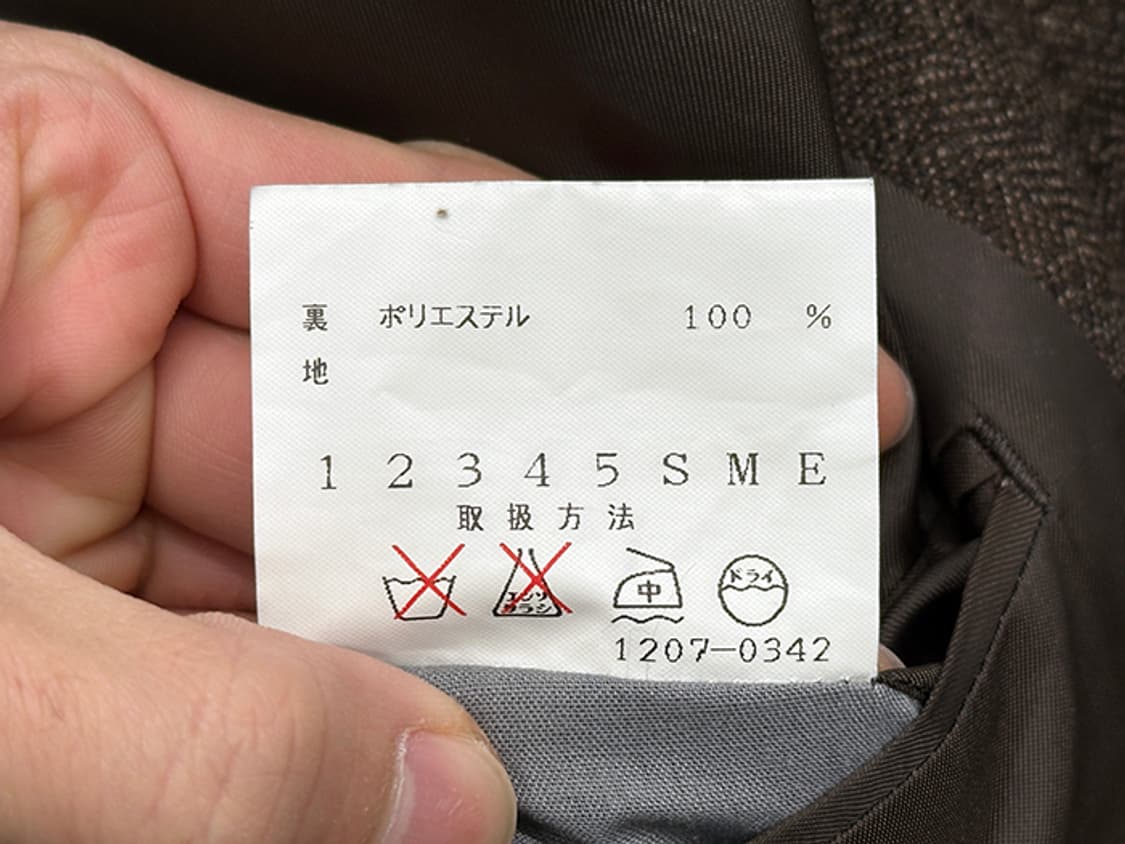 裏 ポリエステル 100 %
地
1 2 3 4 5 S M E
取扱方法
エンソ サラシ 中 ドライ
1207-0342